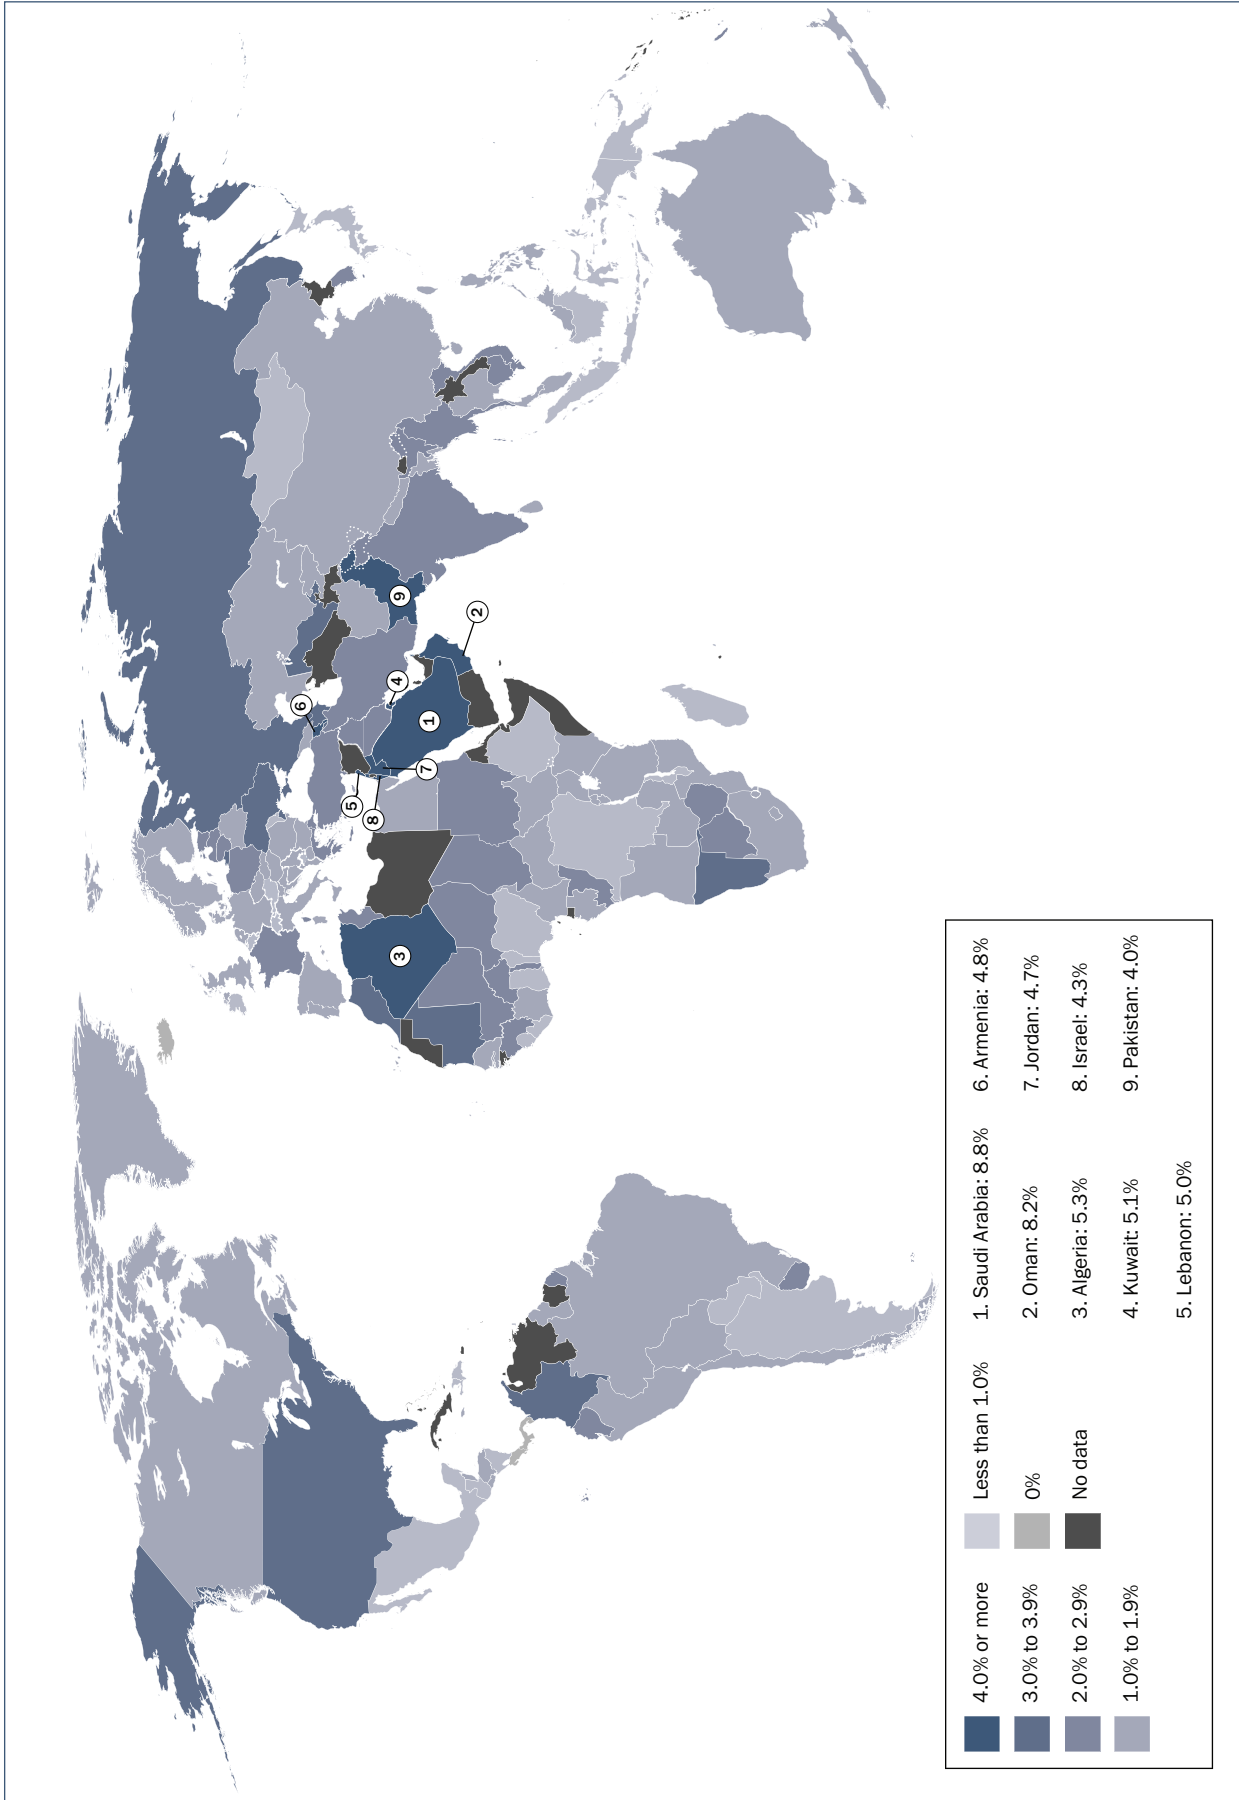 6
9
2
4
1
7
5
8
3
4.0% or more
3.0% to 3.9%
2.0% to 2.9%
1.0% to 1.9%
Less than 1.0%
0%
No data
1. Saudi Arabia: 8.8%
2. Oman: 8.2%
3. Algeria: 5.3%
4. Kuwait: 5.1%
5. Lebanon: 5.0%
6. Armenia: 4.8%
7. Jordan: 4.7%
8. Israel: 4.3%
9. Pakistan: 4.0%